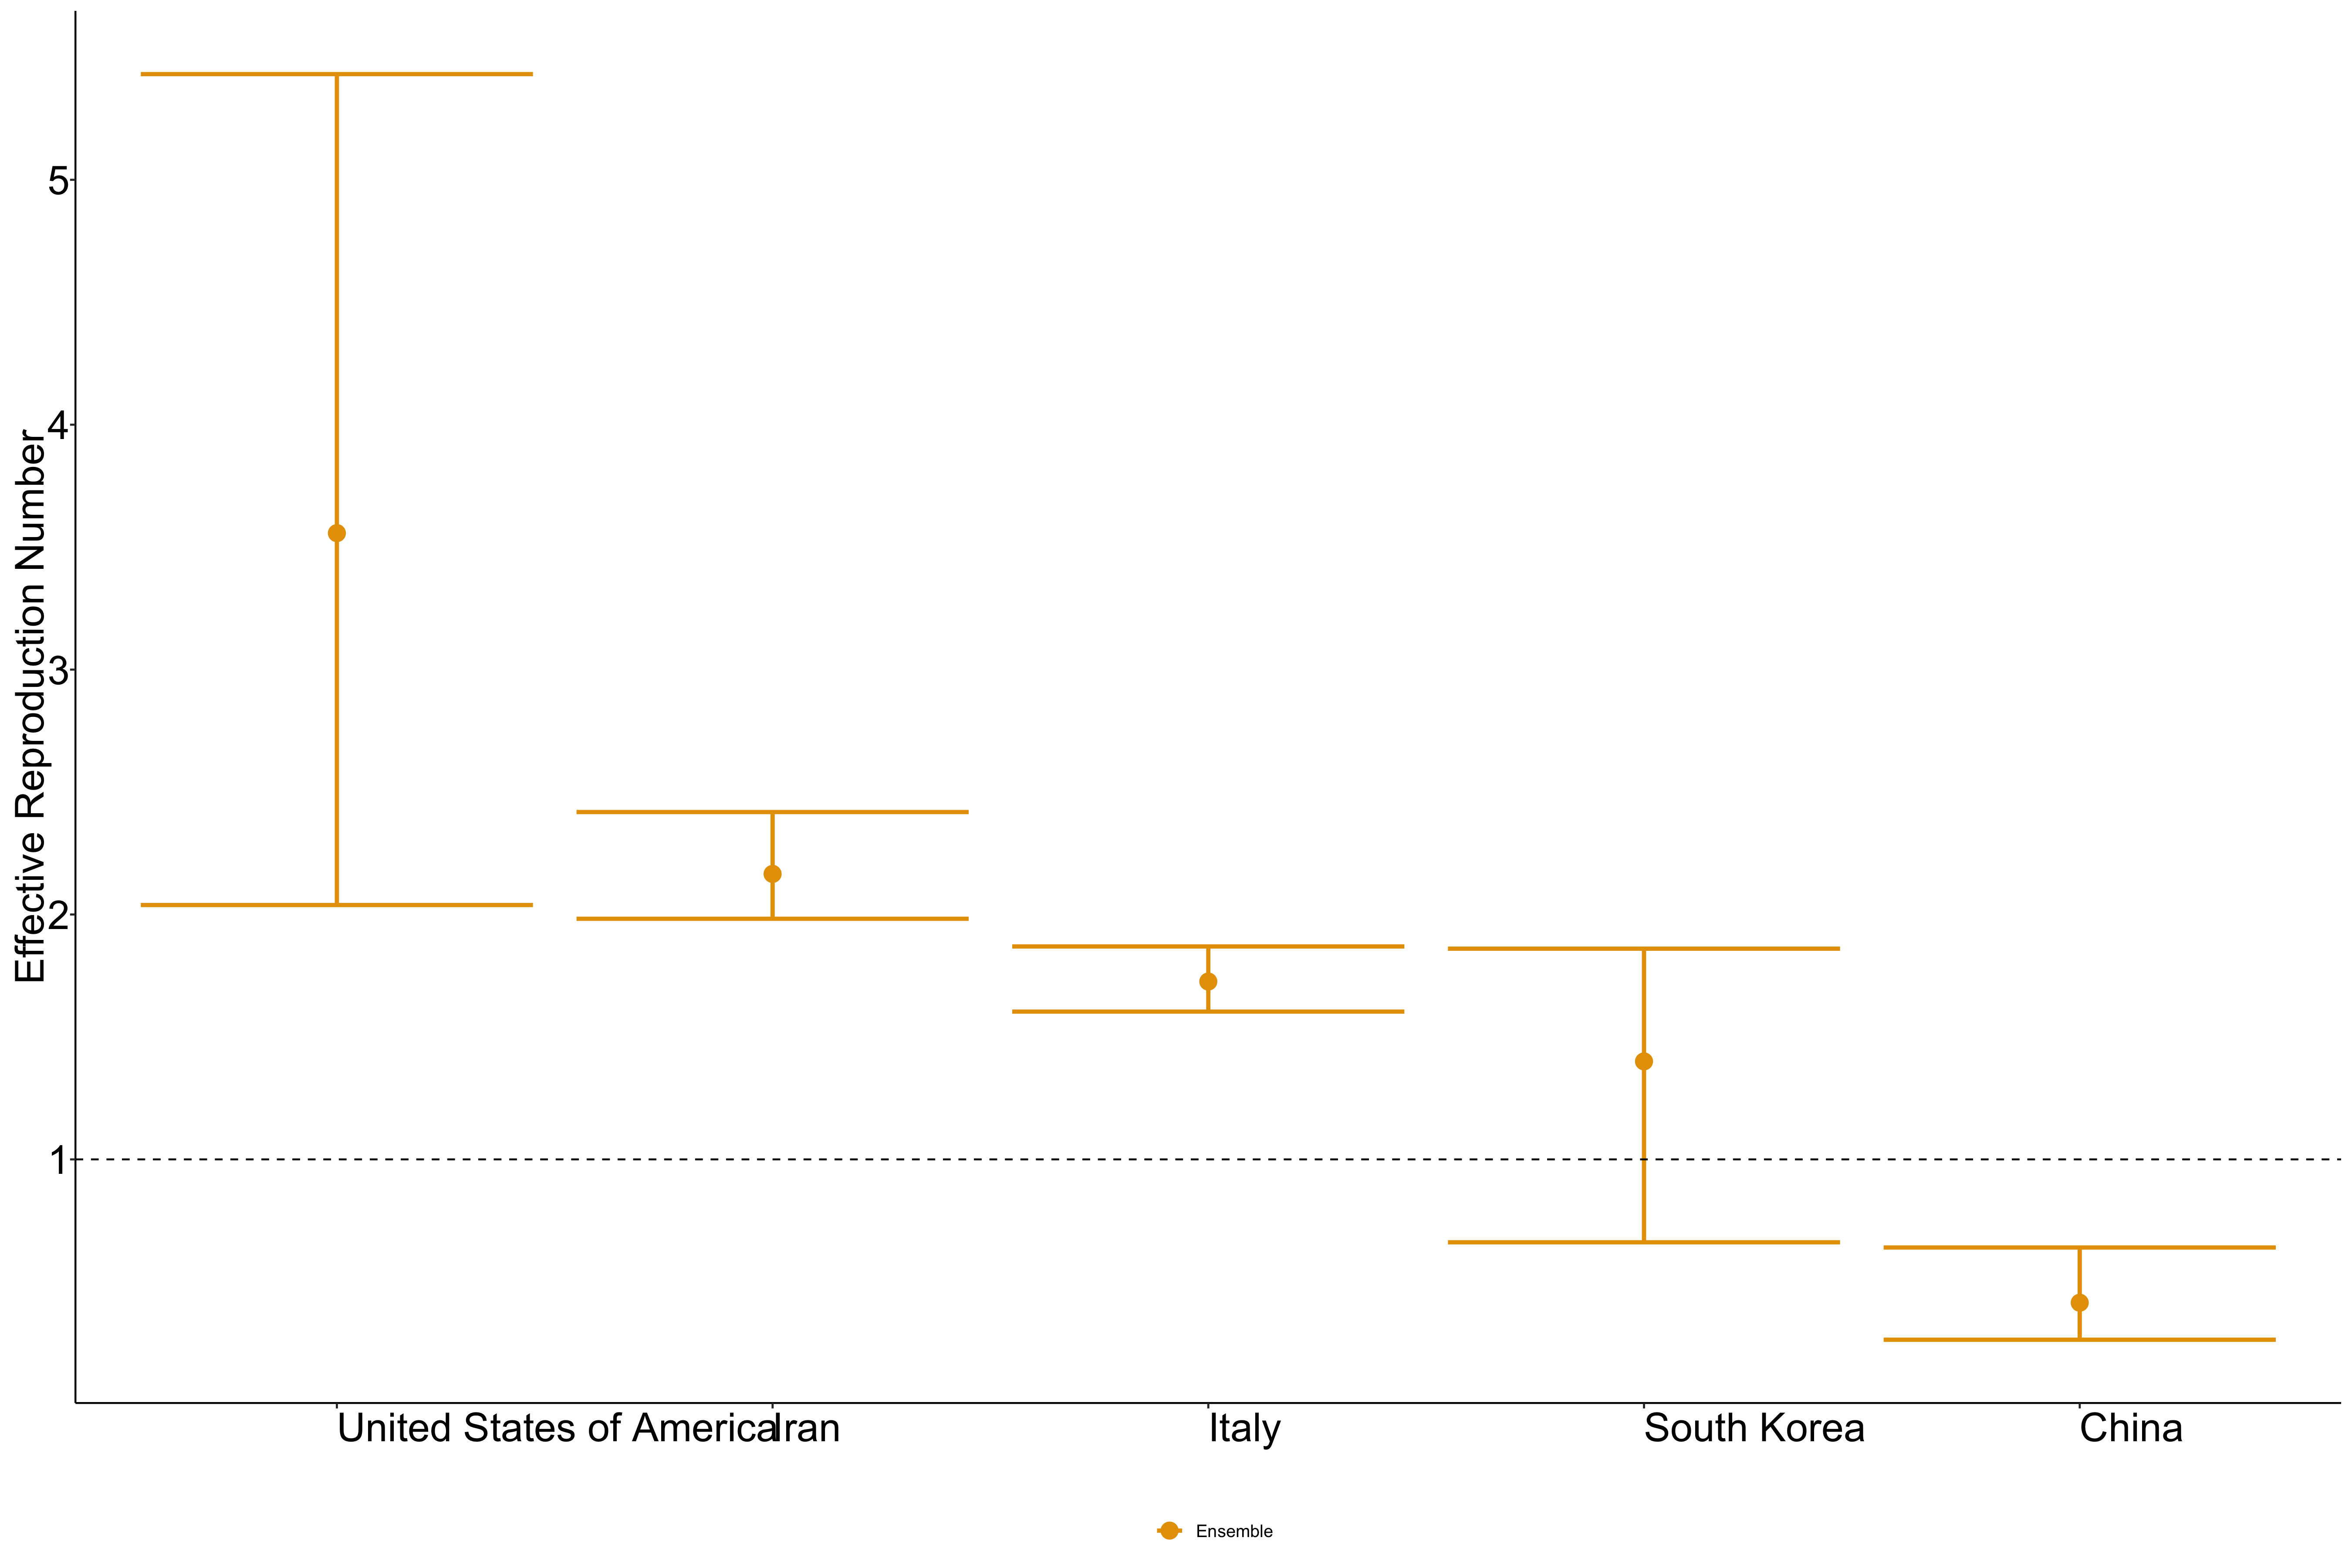 Effective Reproduction Number
5
4
3
2
1
United States of America
Iran
Italy
South Korea
China
Ensemble